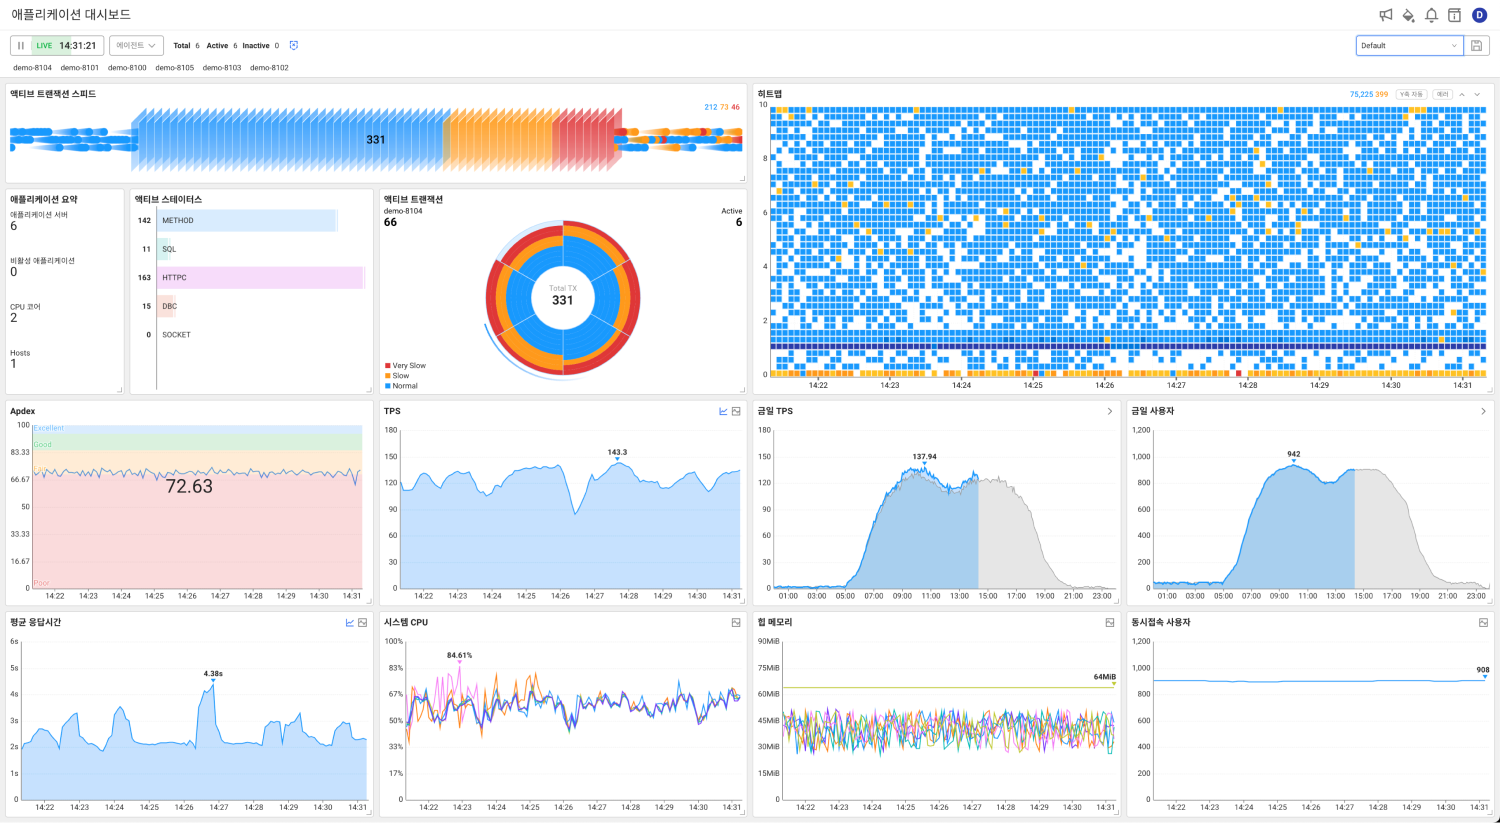 애플리케이션 대시보드
D
LIVE 14:31:21 에이전트 Total 6 Active 6 Inactive 0
Default
demo-8104 demo-8101 demo-8100 demo-8105 demo-8103 demo-8102
액티브 트랜잭션 스피드
212 73 46
331
히트맵
75,225 399 Y축 자동 에러
10
8
6
4
2
0
14:22 14:23 14:24 14:25 14:26 14:27 14:28 14:29 14:30 14:31
애플리케이션 요약
애플리케이션 서버
6
비활성 애플리케이션
0
CPU 코어
2
Hosts
1
액티브 스테이터스
142 METHOD
11 SQL
163 HTTPC
15 DBC
0 SOCKET
액티브 트랜잭션
demo-8104 Active
66 6
Total TX
331
Very Slow
Slow
Normal
Apdex
100
83.33
66.67
50
33.33
16.67
0
Excellent
Good
Fair
72.63
Poor
14:22 14:23 14:24 14:25 14:26 14:27 14:28 14:29 14:30 14:31
TPS
180
150
120
90
60
30
0
143.3
14:22 14:23 14:24 14:25 14:26 14:27 14:28 14:29 14:30 14:31
금일 TPS
180
150
120
90
60
30
0
137.94
01:00 03:00 05:00 07:00 09:00 11:00 13:00 15:00 17:00 19:00 21:00 23:00
금일 사용자
1,200
1,000
800
600
400
200
0
942
01:00 03:00 05:00 07:00 09:00 11:00 13:00 15:00 17:00 19:00 21:00 23:00
평균 응답시간
6s
5s
4s
3s
2s
1s
0
4.38s
14:22 14:23 14:24 14:25 14:26 14:27 14:28 14:29 14:30 14:31
시스템 CPU
100%
83%
67%
50%
33%
17%
0
84.61%
14:22 14:23 14:24 14:25 14:26 14:27 14:28 14:29 14:30 14:31
힙 메모리
90MiB
75MiB
60MiB
45MiB
30MiB
15MiB
0
64MiB
14:22 14:23 14:24 14:25 14:26 14:27 14:28 14:29 14:30 14:31
동시접속 사용자
1,200
1,000
800
600
400
200
0
908
14:22 14:23 14:24 14:25 14:26 14:27 14:28 14:29 14:30 14:31